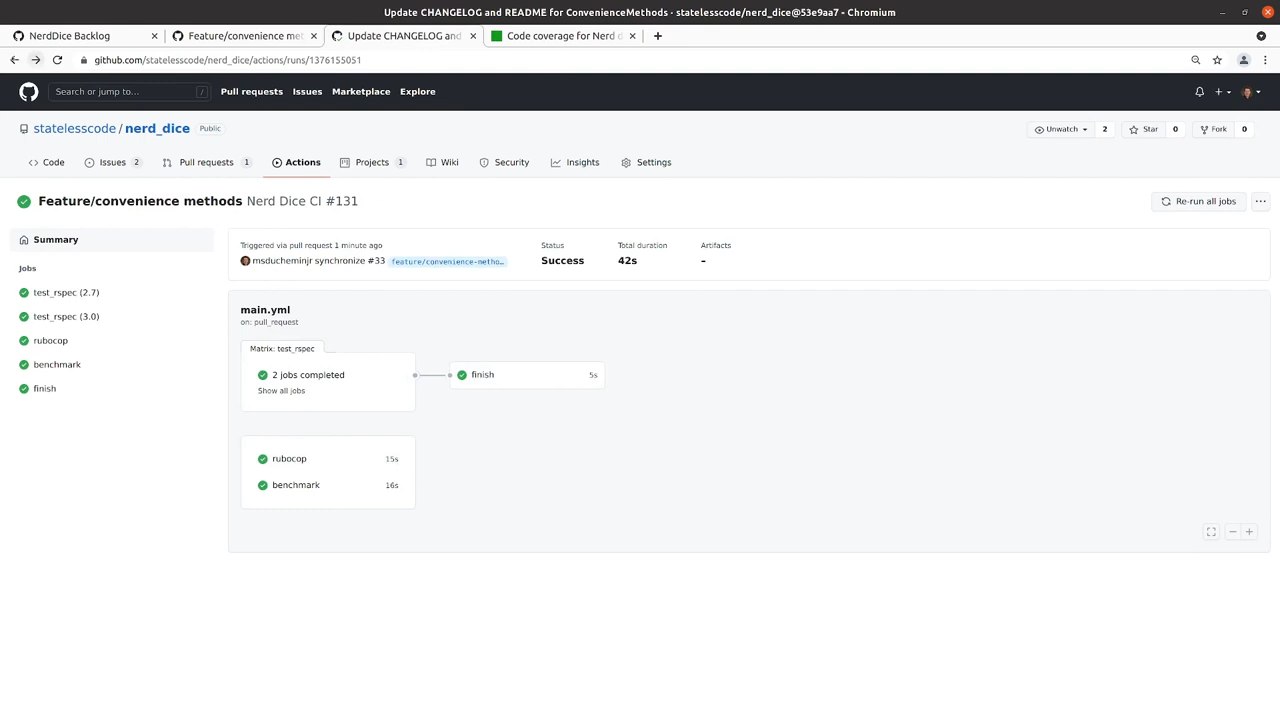 Update CHANGELOG and README for ConvenienceMethods · statelesscode/nerd_dice@53e9aa7 - Chromium
NerdDice Backlog
Feature/convenience met
Update CHANGELOG and
Code coverage for Nerd d
github.com/statelesscode/nerd_dice/actions/runs/1376155051
Search or jump to... /
Pull requests Issues Marketplace Explore
statelesscode / nerd_dice Public
Unwatch 2 Star 0 Fork 0
Code Issues 2 Pull requests 1 Actions Projects 1 Wiki Security Insights Settings
Feature/convenience methods Nerd Dice CI #131
Re-run all jobs
Summary
Jobs
test_rspec (2.7)
test_rspec (3.0)
rubocop
benchmark
finish
Triggered via pull request 1 minute ago
msducheminjr synchronize #33 feature/convenience-metho…
Status
Success
Total duration
42s
Artifacts
–
main.yml
on: pull_request
Matrix: test_rspec
2 jobs completed
Show all jobs
finish 5s
rubocop 15s
benchmark 16s